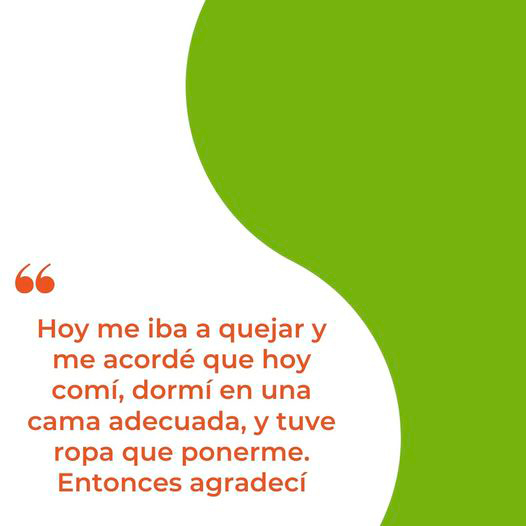 “
Hoy me iba a quejar y
me acordé que hoy
comí, dormí en una
cama adecuada, y tuve
ropa que ponerme.
Entonces agradecí